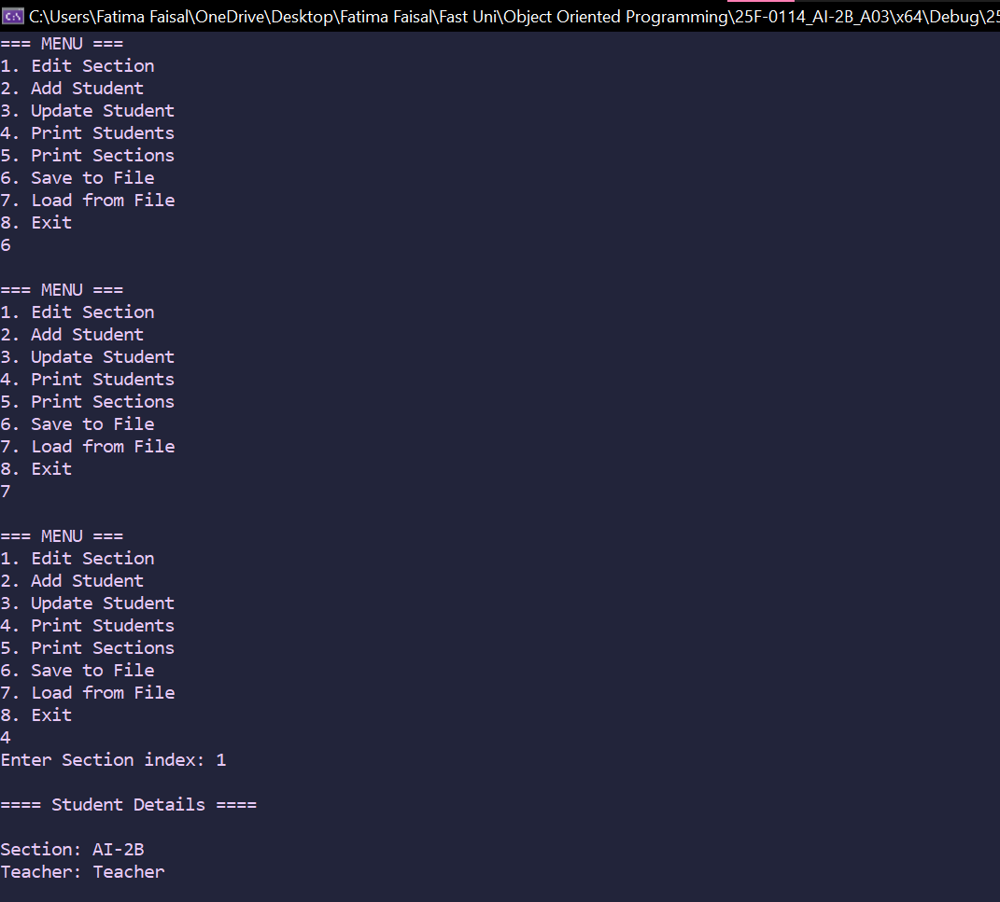 C:\Users\Fatima Faisal\OneDrive\Desktop\Fatima Faisal\Fast Uni\Object Oriented Programming\25F-0114_AI-2B_A03\x64\Debug\25
=== MENU ===
1. Edit Section
2. Add Student
3. Update Student
4. Print Students
5. Print Sections
6. Save to File
7. Load from File
8. Exit
6
=== MENU ===
1. Edit Section
2. Add Student
3. Update Student
4. Print Students
5. Print Sections
6. Save to File
7. Load from File
8. Exit
7
=== MENU ===
1. Edit Section
2. Add Student
3. Update Student
4. Print Students
5. Print Sections
6. Save to File
7. Load from File
8. Exit
4
Enter Section index: 1
==== Student Details ====
Section: AI-2B
Teacher: Teacher